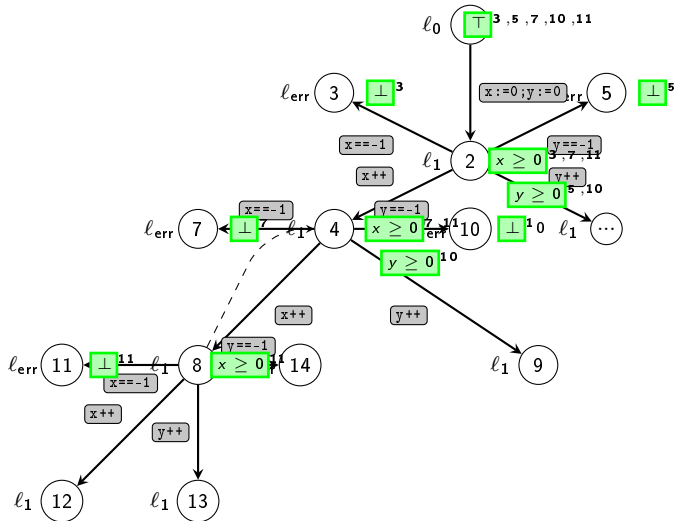 ℓ0 ⊤ 3 ,5 ,7 ,10 ,11
ℓerr 3 ⊥ 3
x:=0;y:=0
err 5 ⊥ 5
x==-1
y==-1
ℓ1 2 x ≥ 0 3 ,7 ,11
x++
y++
y ≥ 0 5 ,10
x==-1
y==-1
ℓerr 7 ⊥ 7
ℓ1 4 x ≥ 0 7 ,11
err 10 ⊥ 1 0
ℓ1 ...
y ≥ 0 10
x++
y++
y==-1
ℓerr 11 ⊥ 11
ℓ1 8 x ≥ 0 11
14
ℓ1 9
x==-1
x++
y++
ℓ1 12
ℓ1 13